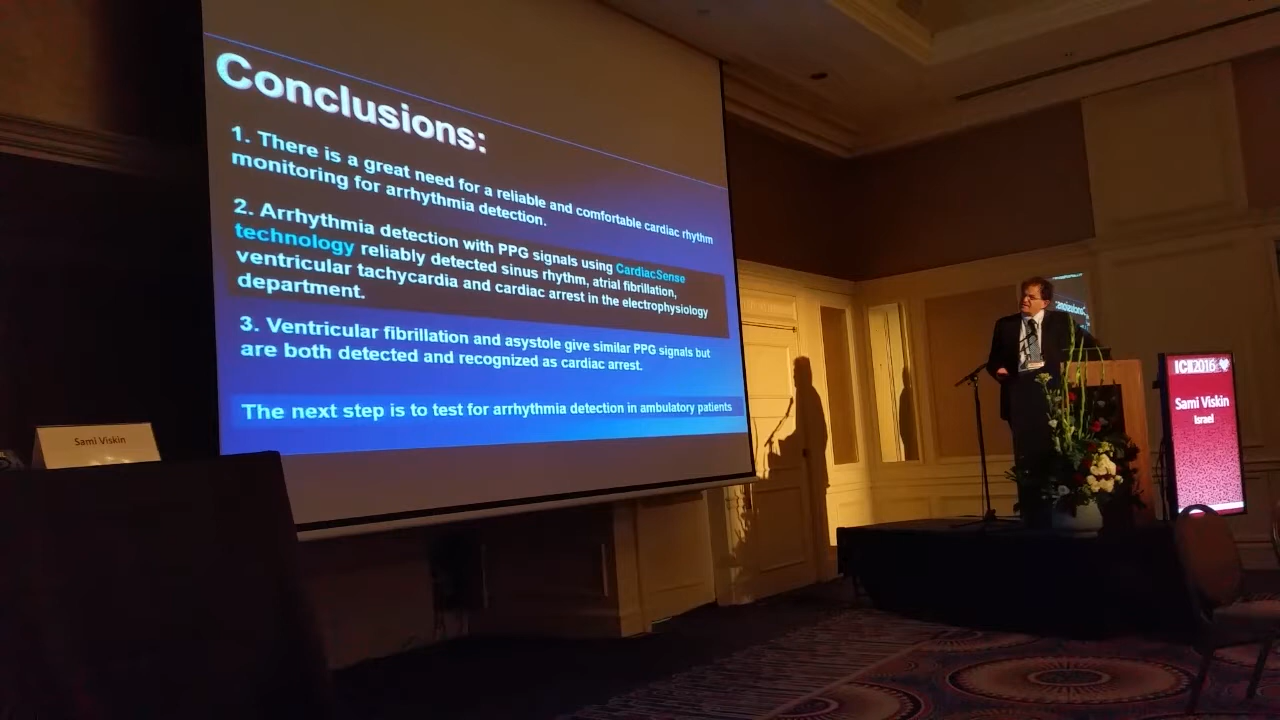 Conclusions:
1. There is a great need for a reliable and comfortable cardiac rhythm
monitoring for arrhythmia detection.
2. Arrhythmia detection with PPG signals using CardiacSense
technology reliably detected sinus rhythm, atrial fibrillation,
ventricular tachycardia and cardiac arrest in the electrophysiology
department.
3. Ventricular fibrillation and asystole give similar PPG signals but
are both detected and recognized as cardiac arrest.
The next step is to test for arrhythmia detection in ambulatory patients
Sami Viskin
ICI2016
Sami Viskin
Israel